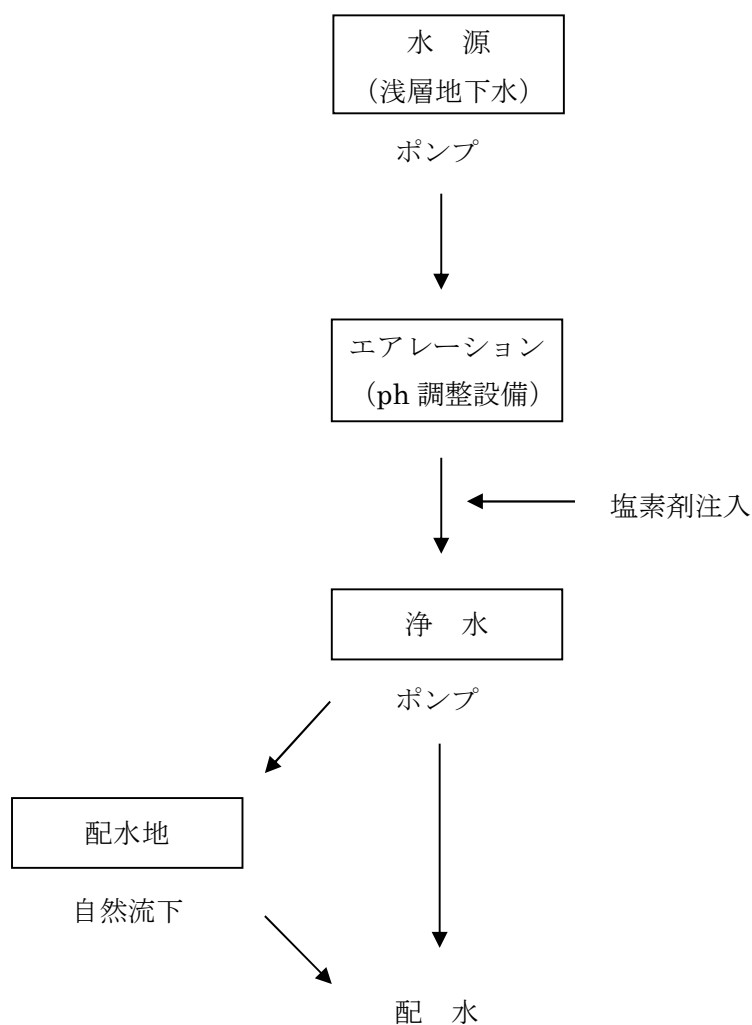 水　源
（浅層地下水）
ポンプ
エアレーション
（ph 調整設備）
塩素剤注入
浄　水
ポンプ
配水地
自然流下
配　水